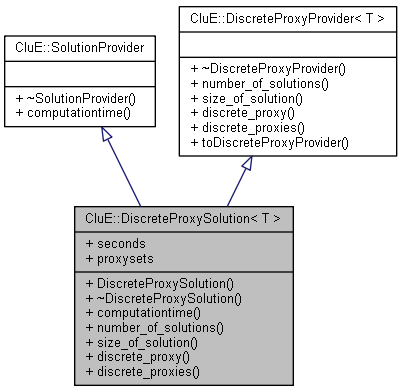 CluE::SolutionProvider
+ ~SolutionProvider()
+ computationtime()
CluE::DiscreteProxyProvider< T >
+ ~DiscreteProxyProvider()
+ number_of_solutions()
+ size_of_solution()
+ discrete_proxy()
+ discrete_proxies()
+ toDiscreteProxyProvider()
CluE::DiscreteProxySolution< T >
+ seconds
+ proxysets
+ DiscreteProxySolution()
+ ~DiscreteProxySolution()
+ computationtime()
+ number_of_solutions()
+ size_of_solution()
+ discrete_proxy()
+ discrete_proxies()